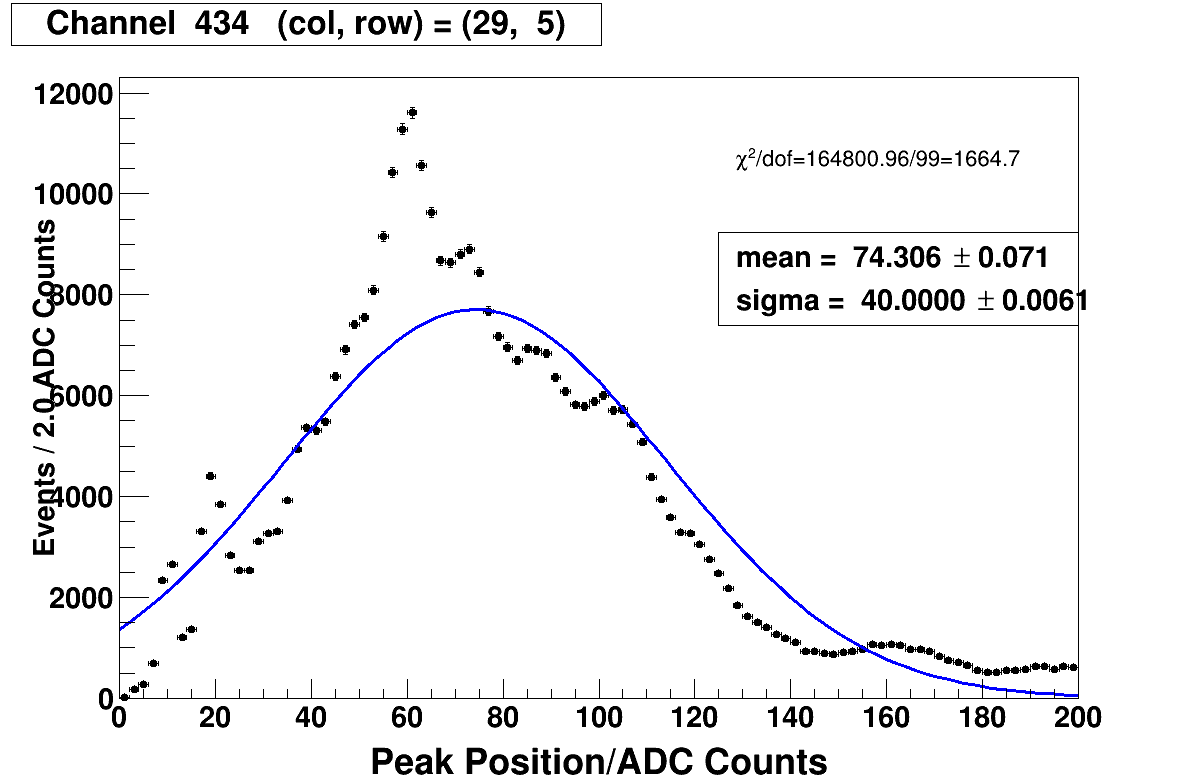 Channel 434 (col, row) = (29, 5)
12000
10000
8000
6000
4000
2000
0
Events / 2.0 ADC Counts
χ²/dof=164800.96/99=1664.7
mean = 74.306 ± 0.071
sigma = 40.0000 ± 0.0061
0 20 40 60 80 100 120 140 160 180 200
Peak Position/ADC Counts